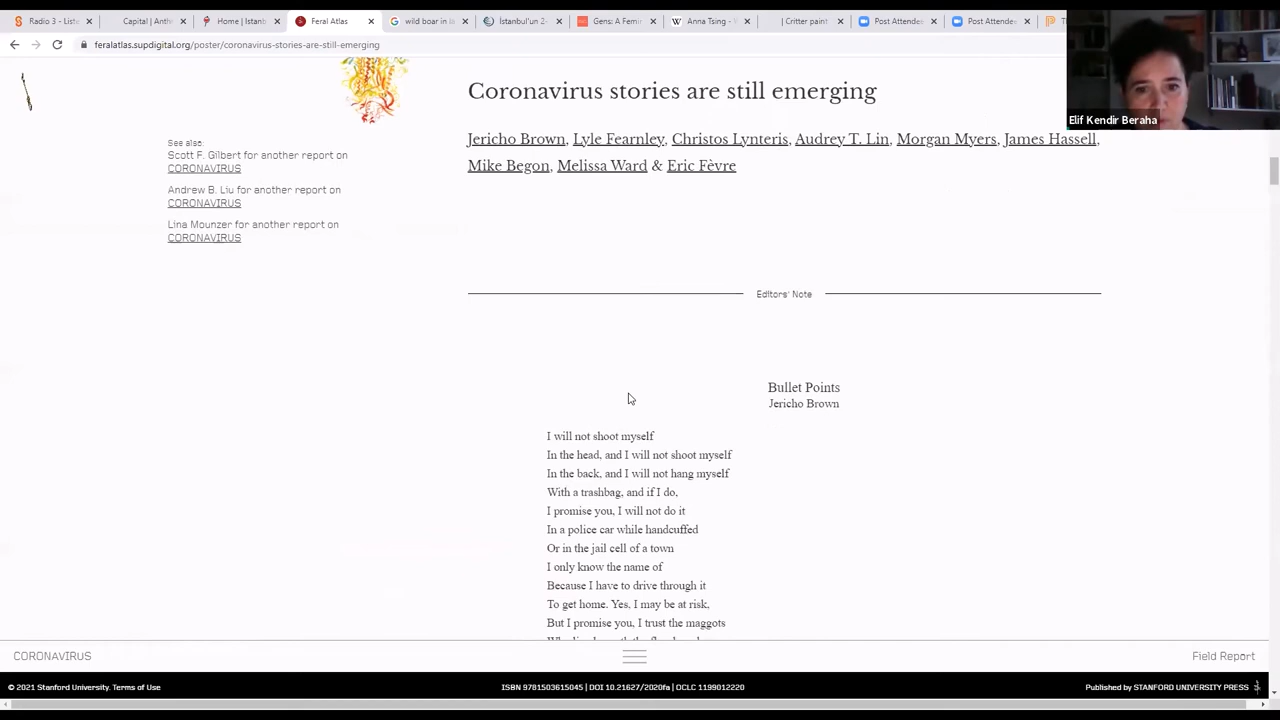 Radio 3 - Liste
Capital | Anth
Home | Istanb
Feral Atlas
wild boar in is
İstanbul'un 2
Gens: A Femi
Anna Tsing - V
| Critter paint
Post Attende
Post Attende
feralatlas.supdigital.org/poster/coronavirus-stories-are-still-emerging
Elif Kendir Beraha
Coronavirus stories are still emerging
Jericho Brown, Lyle Fearnley, Christos Lynteris, Audrey T. Lin, Morgan Myers, James Hassell,
Mike Begon, Melissa Ward & Eric Fèvre
See also:
Scott F. Gilbert for another report on
CORONAVIRUS
Andrew B. Liu for another report on
CORONAVIRUS
Lina Mounzer for another report on
CORONAVIRUS
Editors' Note
Bullet Points
Jericho Brown
I will not shoot myself
In the head, and I will not shoot myself
In the back, and I will not hang myself
With a trashbag, and if I do,
I promise you, I will not do it
In a police car while handcuffed
Or in the jail cell of a town
I only know the name of
Because I have to drive through it
To get home. Yes, I may be at risk,
But I promise you, I trust the maggots
CORONAVIRUS
Field Report
© 2021 Stanford University. Terms of Use
ISBN 9781503615045 | DOI 10.21627/2020fa | OCLC 1199012220
Published by STANFORD UNIVERSITY PRESS